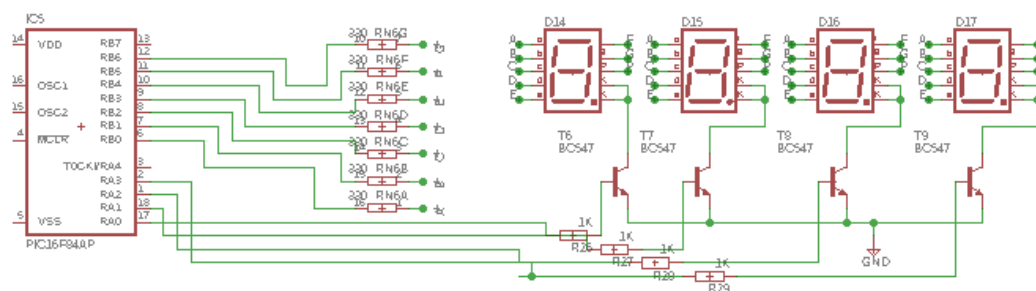 IC5
14 VDD
16 OSC1
15 OSC2
4 MCLR
5 VSS
RB7 13
RB6 12
RB5 11
RB4 10
RB3 9
RB2 8
RB1 7
RB0 6
T0CKI/RA4 3
RA3 2
RA2 1
RA1 18
RA0 17
PIC16F84AP
330 RN6G
330 RN6F
330 RN6E
330 RN6D
330 RN6C
330 RN6B
330 RN6A
16 1
D14
A
B
C
D
E
F
G
D15
A
B
C
D
E
F
G
D16
A
B
C
D
E
F
G
D17
A
B
C
D
E
T6
BC547
T7
BC547
T8
BC547
T9
BC547
1K
R26
1K
R27
1K
R28
1K
R29
GND